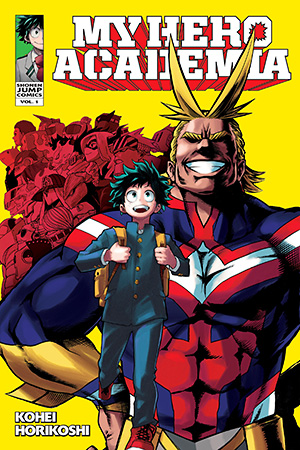 MY HERO
ACADEMIA
SHONEN
JUMP
COMICS
VOL. 1
KOHEI
HORIKOSHI